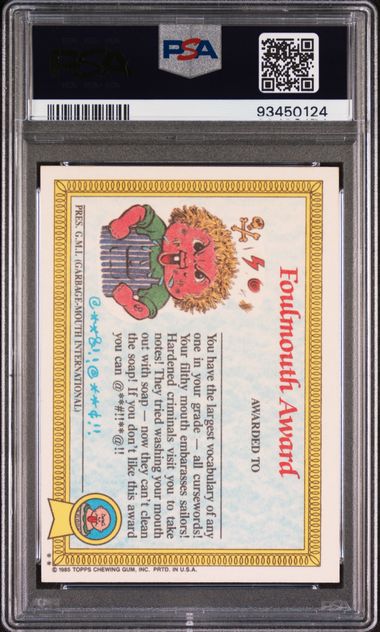 PSA
PSA
93450124
Foulmouth Award
AWARDED TO
You have the largest vocabulary of any
one in your grade — all cursewords!
Your filthy mouth embarasses sailors!
Hardened criminals visit you to take
notes! They tried washing your mouth
out with soap — now they can't clean
the soap! If you don't like this award
you can @**#!!**@!!
@**&!!@**¢!!
PRES. G.M.I. (GARBAGE-MOUTH INTERNATIONAL)
** © 1985 TOPPS CHEWING GUM, INC. PRTD. IN U.S.A.